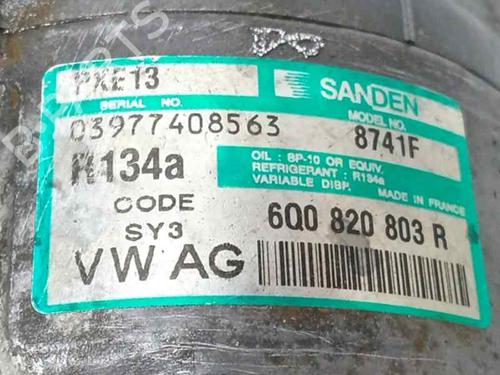 PXE13
SANDEN
SERIAL NO.
MODEL NO.
03977408563
8741F
R134a
OIL : SP-10 OR EQUIV.
REFRIGERANT : R134a
VARIABLE DISP.
MADE IN FRANCE
CODE
SY3
6Q0 820 803 R
VW AG